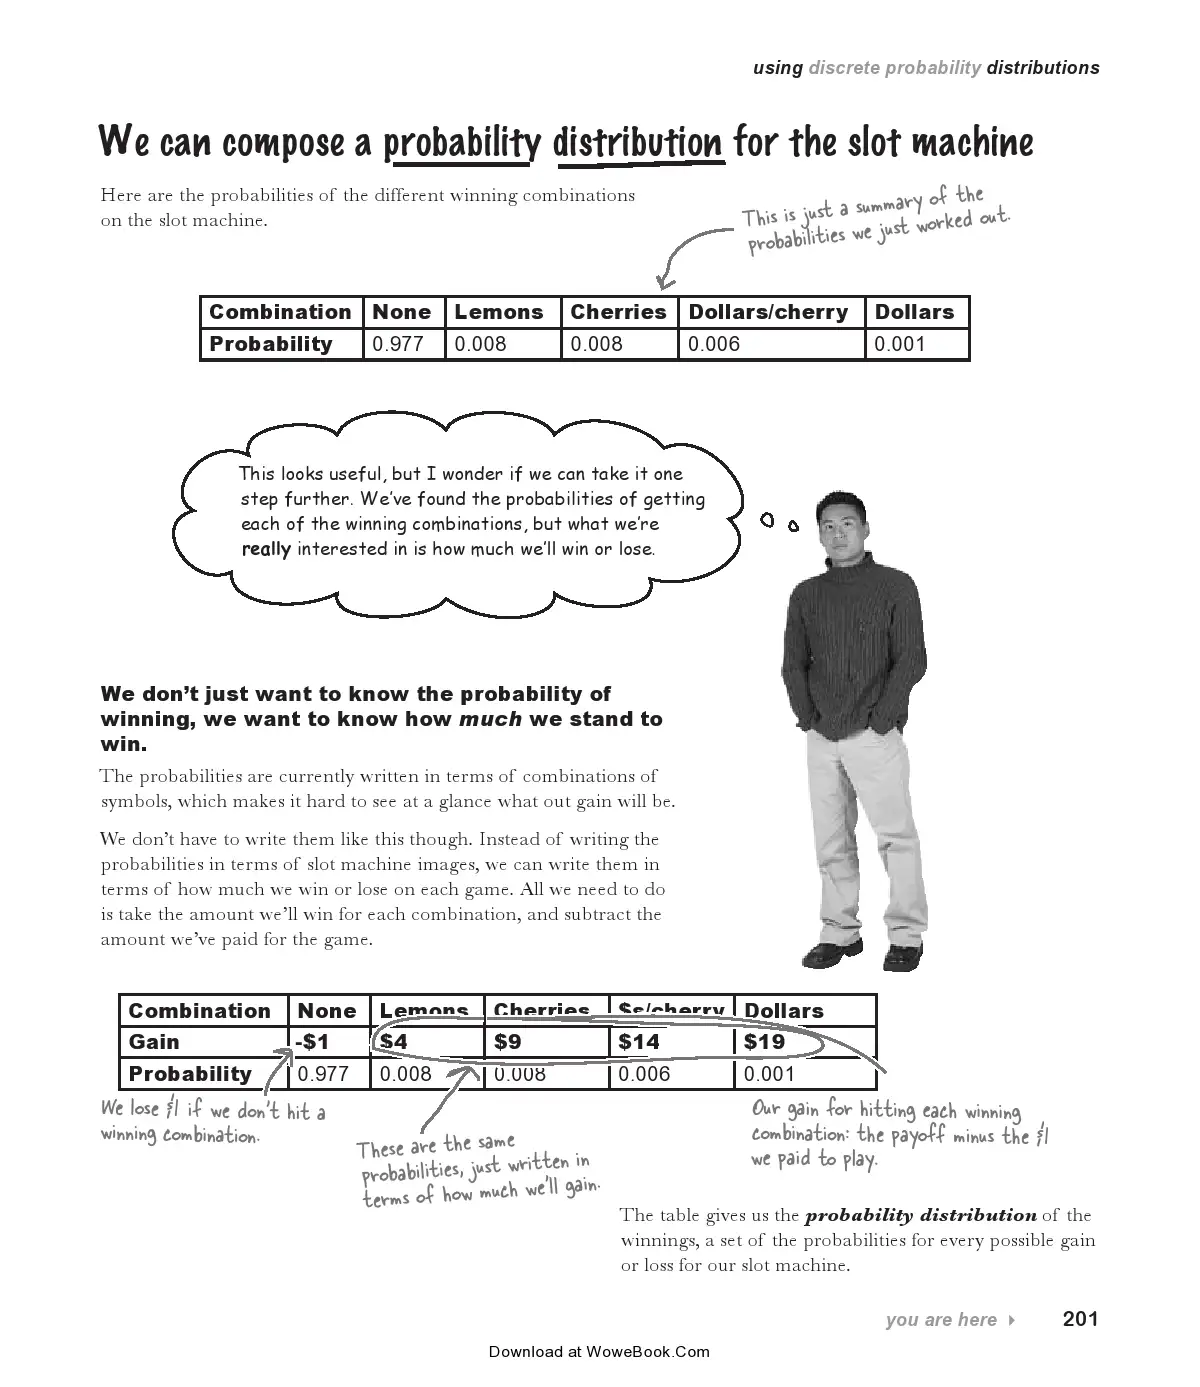 using discrete probability distributions
We can compose a probability distribution for the slot machine
Here are the probabilities of the different winning combinations
on the slot machine.
This is just a summary of the
probabilities we just worked out.
Combination None Lemons Cherries Dollars/cherry Dollars
Probability 0.977 0.008 0.008 0.006 0.001
This looks useful, but I wonder if we can take it one
step further. We've found the probabilities of getting
each of the winning combinations, but what we're
really interested in is how much we'll win or lose.
We don't just want to know the probability of
winning, we want to know how much we stand to
win.
The probabilities are currently written in terms of combinations of
symbols, which makes it hard to see at a glance what out gain will be.
We don't have to write them like this though. Instead of writing the
probabilities in terms of slot machine images, we can write them in
terms of how much we win or lose on each game. All we need to do
is take the amount we'll win for each combination, and subtract the
amount we've paid for the game.
Combination None Lemons Cherries $s/cherry Dollars
Gain -$1 $4 $9 $14 $19
Probability 0.977 0.008 0.008 0.006 0.001
We lose $1 if we don't hit a
winning combination.
These are the same
probabilities, just written in
terms of how much we'll gain.
Our gain for hitting each winning
combination: the payoff minus the $1
we paid to play.
The table gives us the probability distribution of the
winnings, a set of the probabilities for every possible gain
or loss for our slot machine.
you are here 201
Download at WoweBook.Com